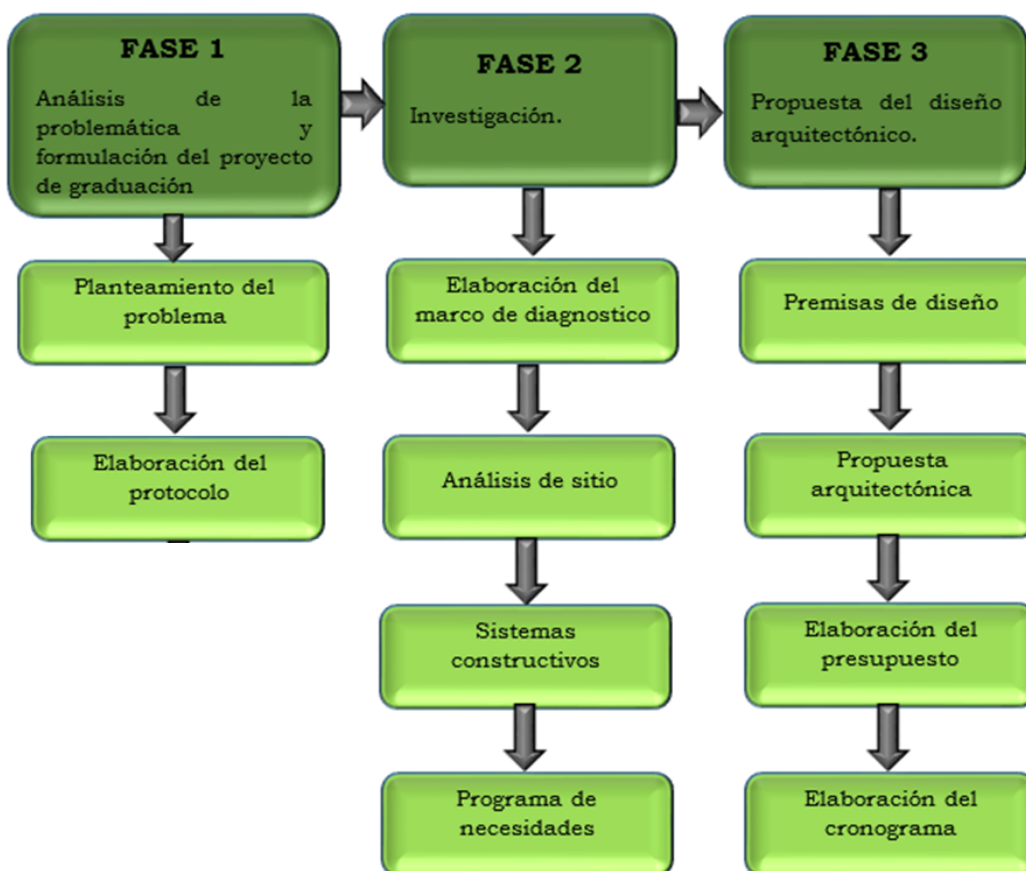 FASE 1
Análisis de la
problemática y
formulación del proyecto
de graduación
Planteamiento del
problema
Elaboración del
protocolo
FASE 2
Investigación.
Elaboración del
marco de diagnostico
Análisis de sitio
Sistemas
constructivos
Programa de
necesidades
FASE 3
Propuesta del diseño
arquitectónico.
Premisas de diseño
Propuesta
arquitectónica
Elaboración del
presupuesto
Elaboración del
cronograma